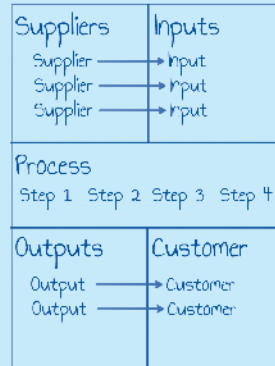 Suppliers Inputs
Supplier Input
Supplier Input
Supplier Input
Process
Step 1 Step 2 Step 3 Step 4
Outputs Customer
Output Customer
Output Customer